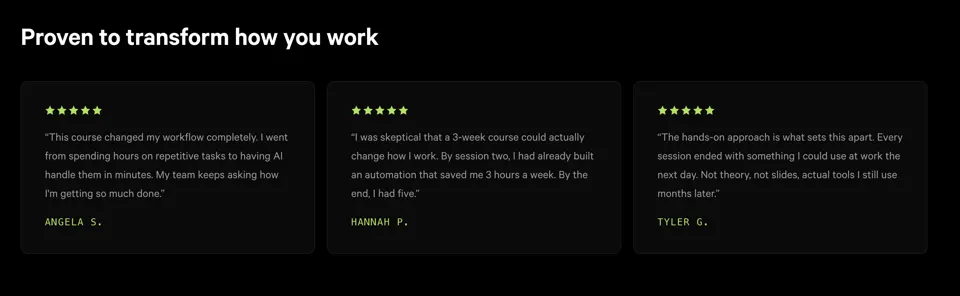 Proven to transform how you work
“This course changed my workflow completely. I went
from spending hours on repetitive tasks to having AI
handle them in minutes. My team keeps asking how
I'm getting so much done.”
ANGELA S.
“I was skeptical that a 3-week course could actually
change how I work. By session two, I had already built
an automation that saved me 3 hours a week. By the
end, I had five.”
HANNAH P.
“The hands-on approach is what sets this apart. Every
session ended with something I could use at work the
next day. Not theory, not slides, actual tools I still use
months later.”
TYLER G.